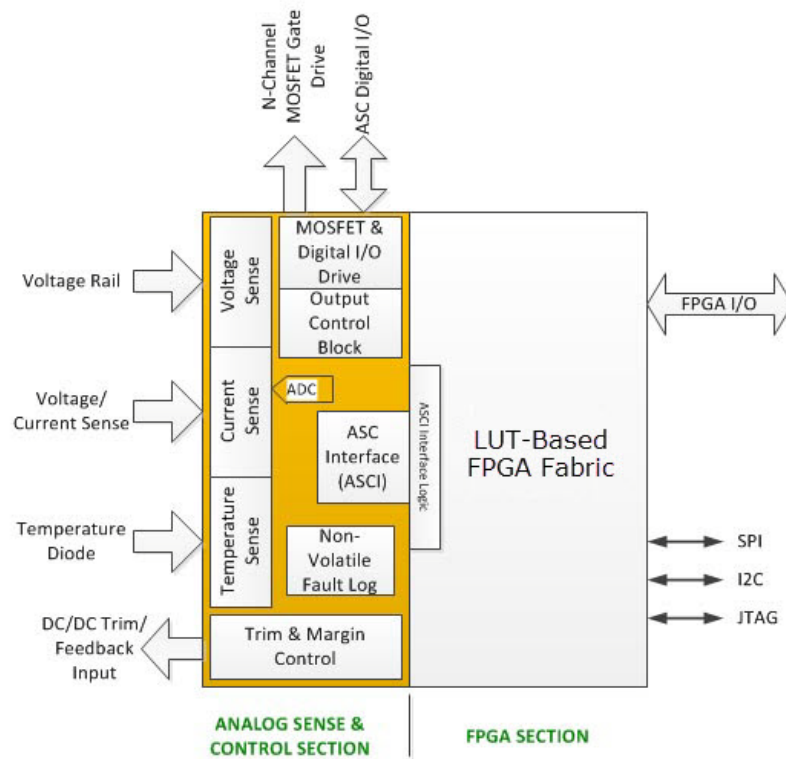 N-Channel
MOSFET Gate
Drive
ASC Digital I/O
Voltage Rail
Voltage/
Current Sense
Temperature
Diode
DC/DC Trim/
Feedback
Input
Voltage
Sense
Current
Sense
Temperature
Sense
MOSFET &
Digital I/O
Drive
Output
Control
Block
ADC
ASC
Interface
(ASCI)
ASCI Interface Logic
Non-
Volatile
Fault Log
Trim & Margin
Control
LUT-Based
FPGA Fabric
FPGA I/O
SPI
I2C
JTAG
ANALOG SENSE &
CONTROL SECTION
FPGA SECTION